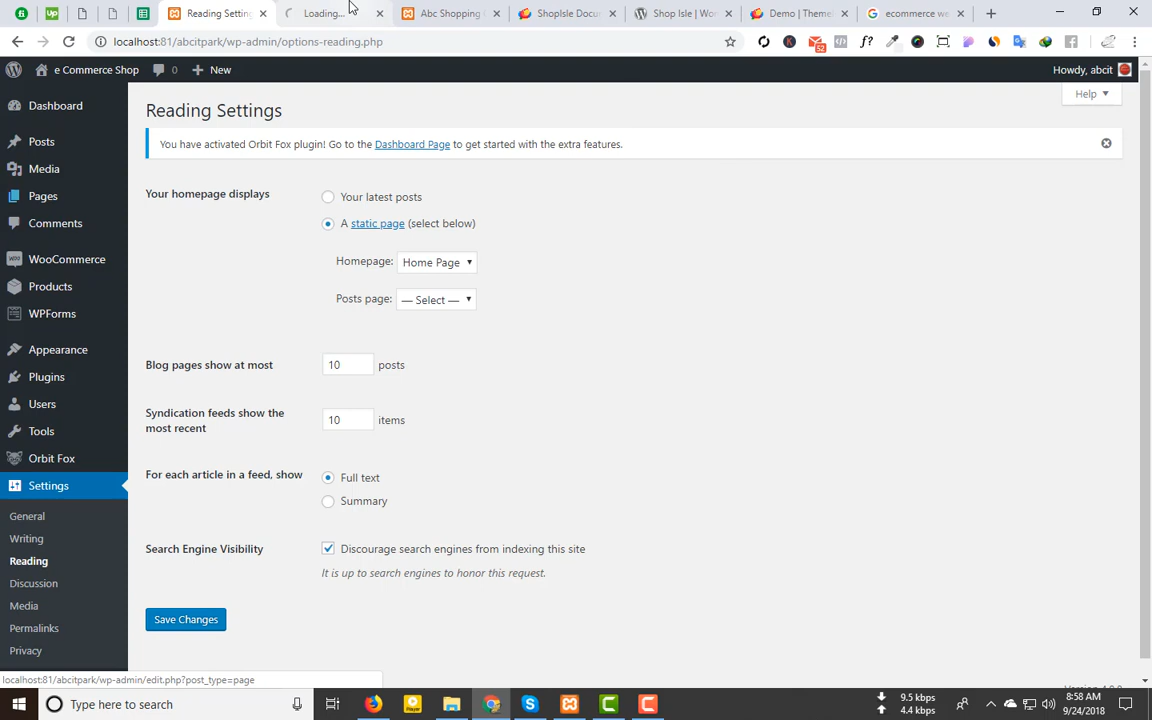 Reading Settin
Loading...
Abc Shopping
ShopIsle Docu
Shop Isle | Wor
Demo | Theme
ecommerce we
localhost:81/abcitpark/wp-admin/options-reading.php
52
f?
e Commerce Shop
0
New
Howdy, abcit
Dashboard
Posts
Media
Pages
Comments
WooCommerce
Products
WPForms
Appearance
Plugins
Users
Tools
Orbit Fox
Settings
General
Writing
Reading
Discussion
Media
Permalinks
Privacy
Help
Reading Settings
You have activated Orbit Fox plugin! Go to the Dashboard Page to get started with the extra features.
Your homepage displays
Your latest posts
A static page (select below)
Homepage: Home Page
Posts page: — Select —
Blog pages show at most 10 posts
Syndication feeds show the
most recent
10 items
For each article in a feed, show
Full text
Summary
Search Engine Visibility
Discourage search engines from indexing this site
It is up to search engines to honor this request.
Save Changes
localhost:81/abcitpark/wp-admin/edit.php?post_type=page
Type here to search
9.5 kbps
4.4 kbps
8:58 AM
9/24/2018